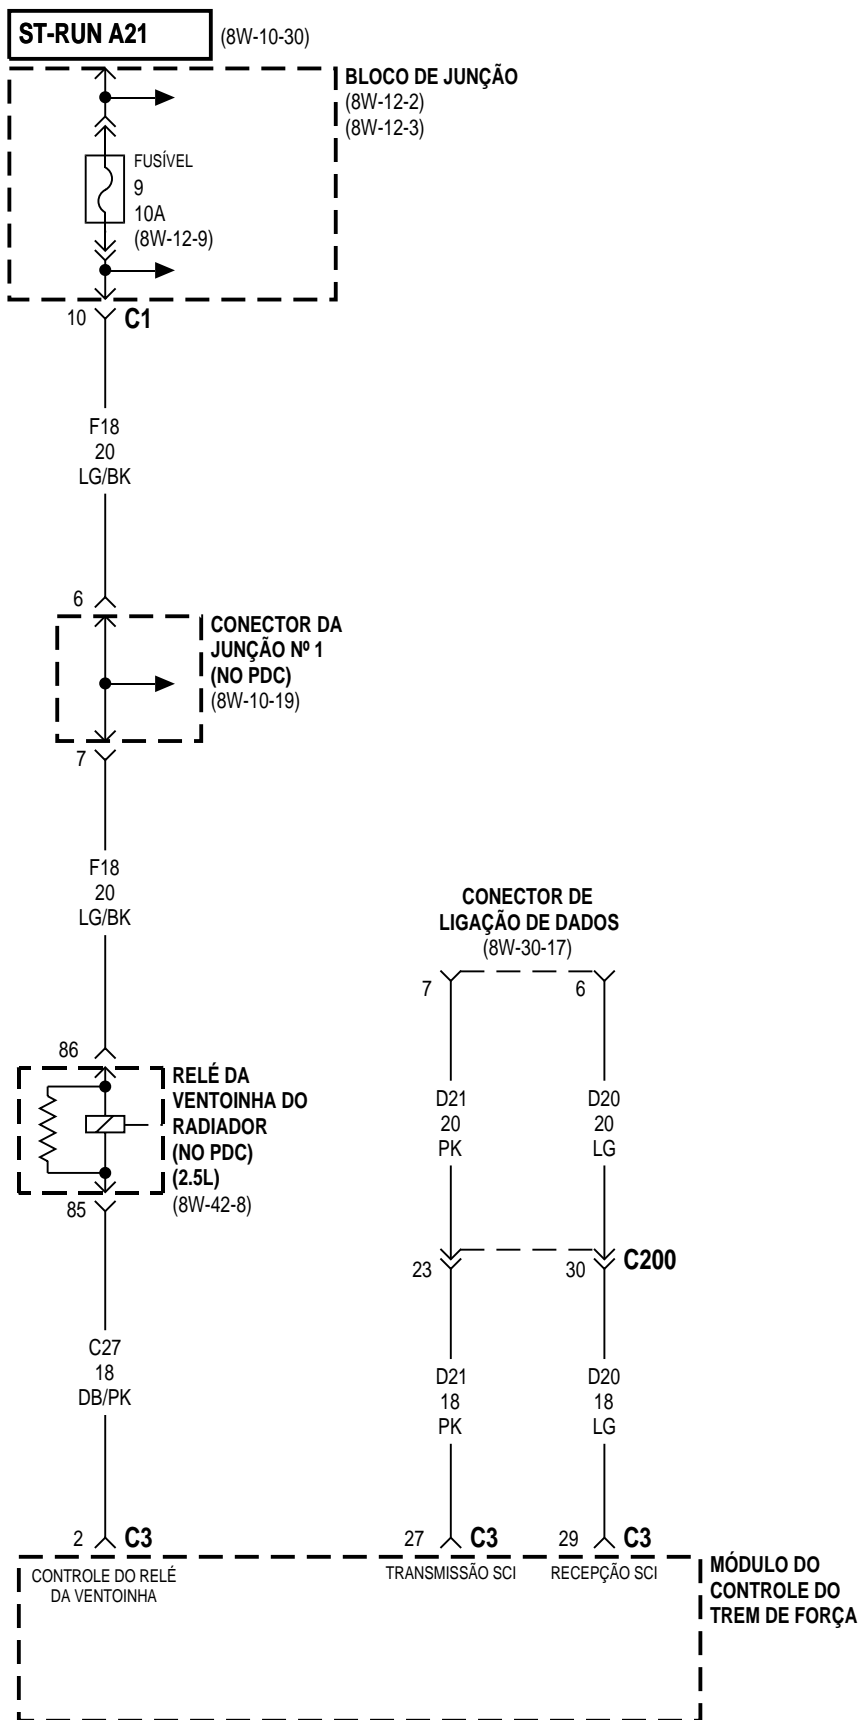 ST-RUN A21 (8W-10-30)
BLOCO DE JUNÇÃO
(8W-12-2)
(8W-12-3)
FUSÍVEL
9
10A
(8W-12-9)
10 C1
F18
20
LG/BK
6
CONECTOR DA
JUNÇÃO Nº 1
(NO PDC)
(8W-10-19)
7
F18
20
LG/BK
86
RELÉ DA
VENTOINHA DO
RADIADOR
(NO PDC)
(2.5L)
(8W-42-8)
85
C27
18
DB/PK
2 C3
CONTROLE DO RELÉ
DA VENTOINHA
CONECTOR DE
LIGAÇÃO DE DADOS
(8W-30-17)
7 6
D21
20
PK
D20
20
LG
23 30 C200
D21
18
PK
D20
18
LG
27 C3 29 C3
TRANSMISSÃO SCI RECEPÇÃO SCI
MÓDULO DO
CONTROLE DO
TREM DE FORÇA